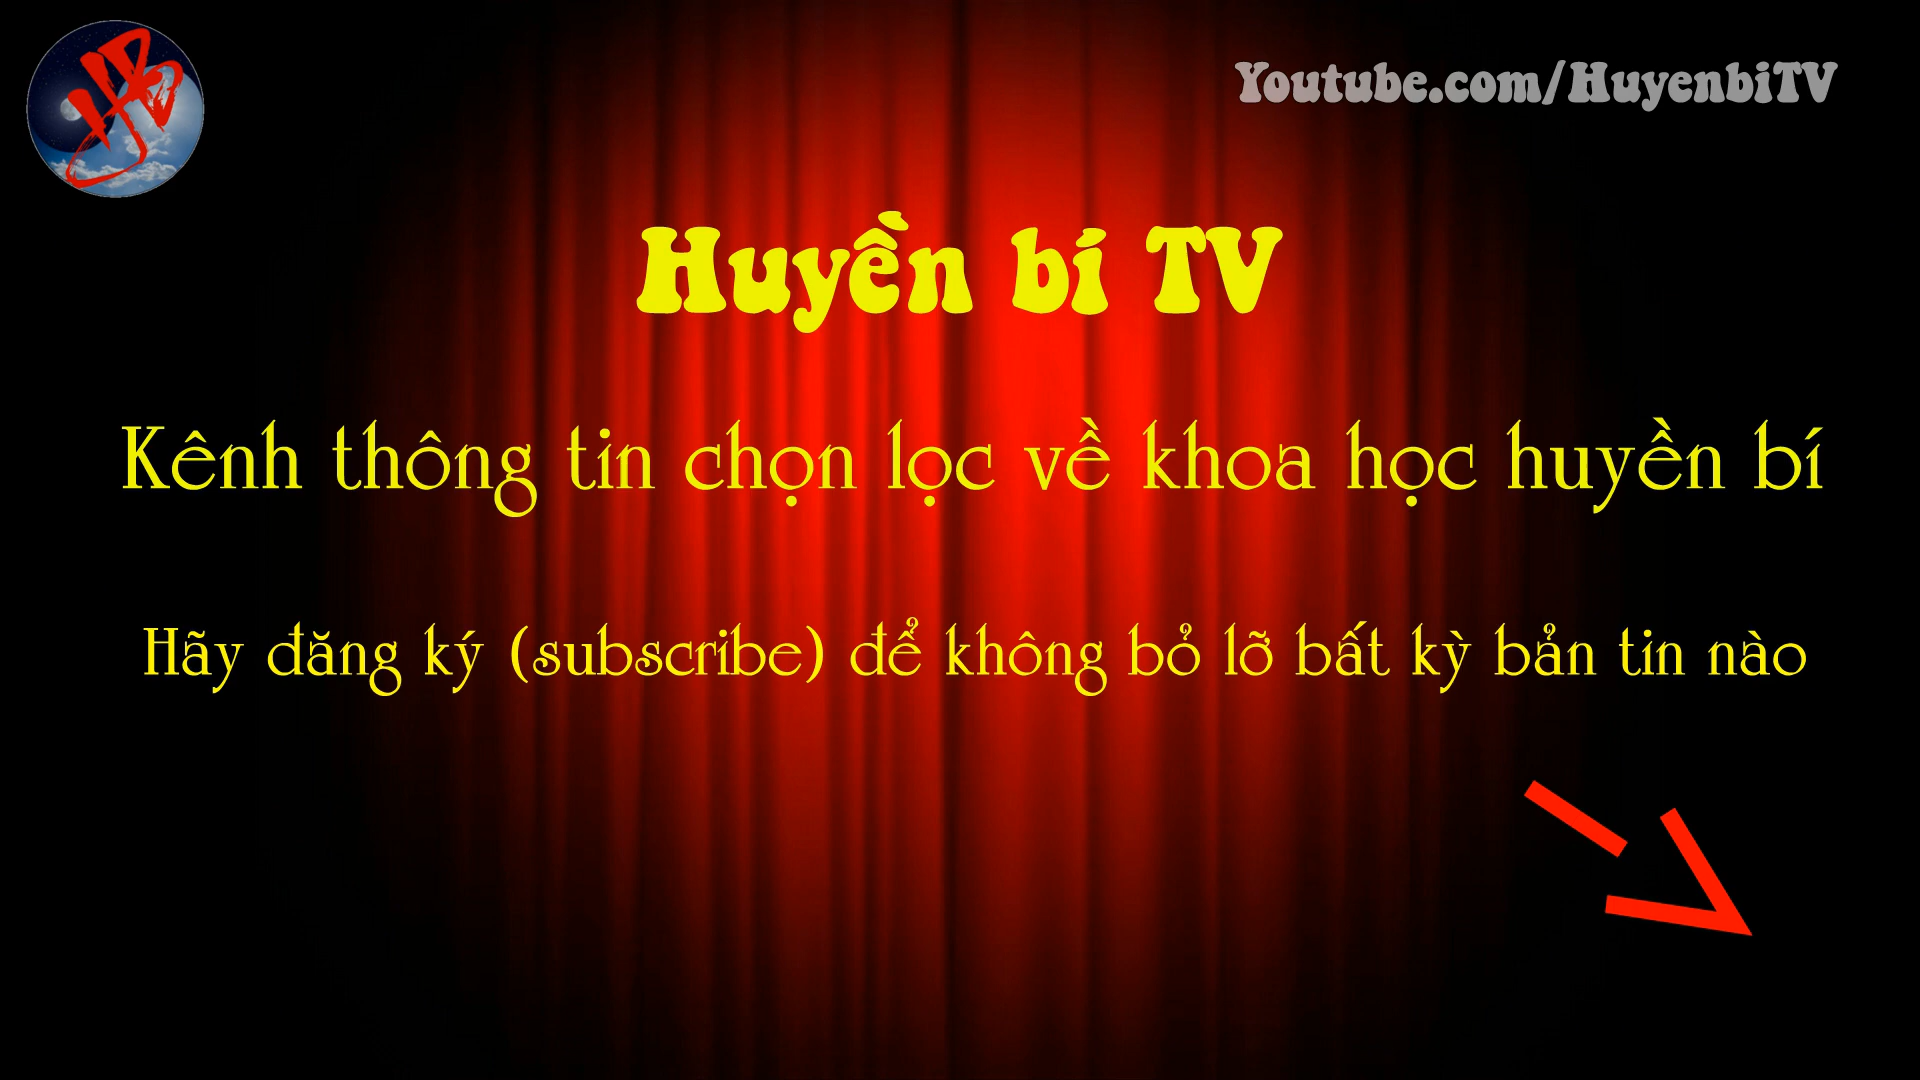 HB
Youtube.com/HuyenbiTV
Huyền bí TV
Kênh thông tin chọn lọc về khoa học huyền bí
Hãy đăng ký (subscribe) để không bỏ lỡ bất kỳ bản tin nào